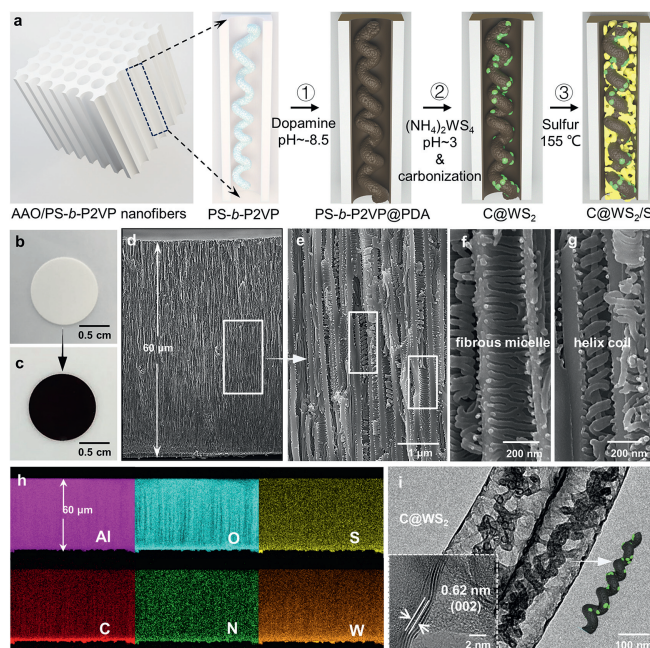 a
①
Dopamine
pH~-8.5
②
(NH₄)₂WS₄
pH~3
&
carbonization
③
Sulfur
155 ℃
AAO/PS-b-P2VP nanofibers
PS-b-P2VP
PS-b-P2VP@PDA
C@WS₂
C@WS₂/S
b
0.5 cm
c
0.5 cm
d
60 µm
e
1 µm
f
fibrous micelle
200 nm
g
helix coil
200 nm
h
60 µm
Al
O
S
C
N
W
i
C@WS₂
0.62 nm
(002)
2 nm
100 nm